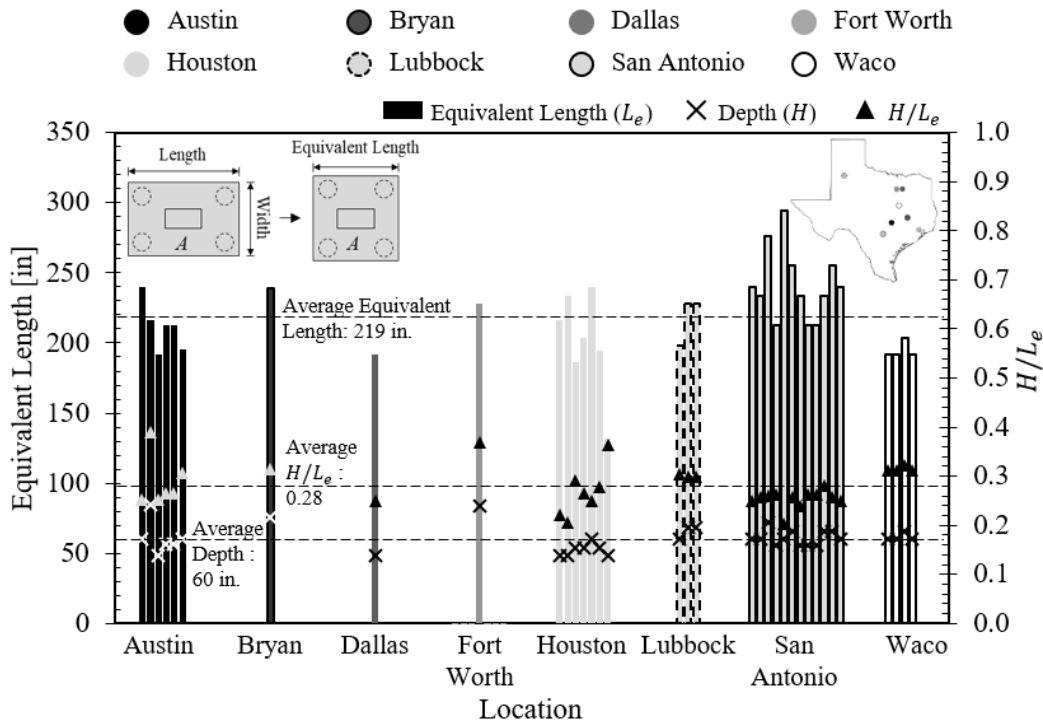 Austin
Bryan
Dallas
Fort Worth
Houston
Lubbock
San Antonio
Waco
Equivalent Length (Lₑ)
Depth (H)
H/Lₑ
Equivalent Length [in]
350
300
250
200
150
100
50
0
Length
Width
A
Equivalent Length
A
Average Equivalent
Length: 219 in.
Average
H/Lₑ :
0.28
Average
Depth :
60 in.
1.0
0.9
0.8
0.7
0.6
0.5
0.4
0.3
0.2
0.1
0.0
H/Lₑ
Austin
Bryan
Dallas
Fort
Worth
Houston
Lubbock
San
Antonio
Waco
Location